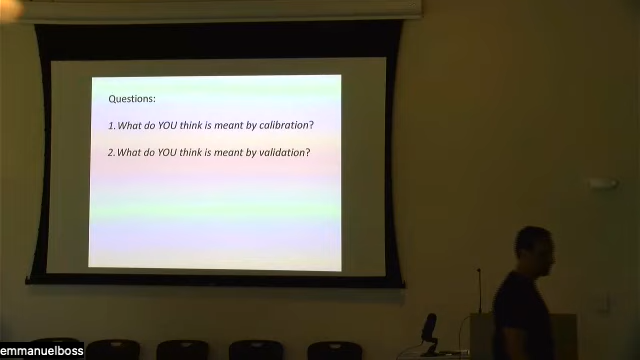 Questions:
1. What do YOU think is meant by calibration?
2. What do YOU think is meant by validation?
emmanuelboss